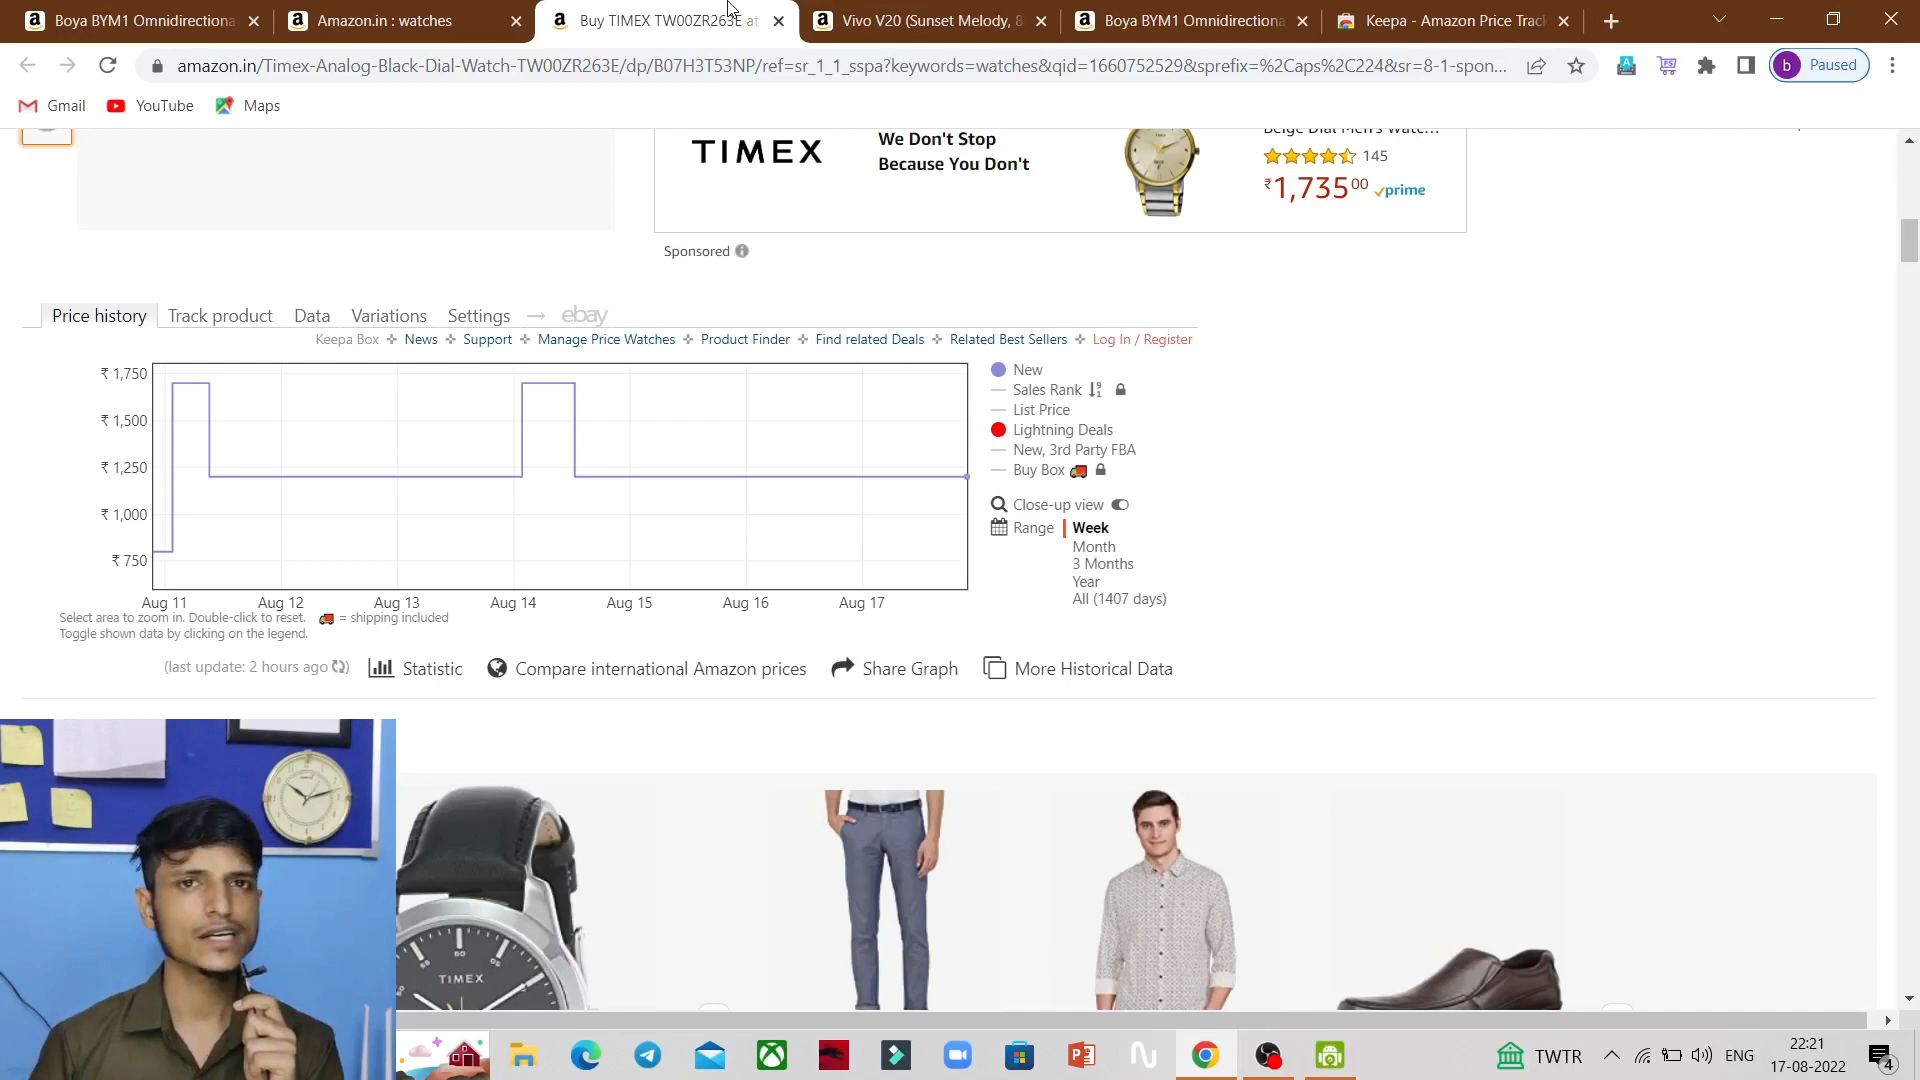 Boya BYM1 Omnidirectiona
Amazon.in : watches
Buy TIMEX TW00ZR263E at
Vivo V20 (Sunset Melody, 8
Boya BYM1 Omnidirectiona
Keepa - Amazon Price Track
amazon.in/Timex-Analog-Black-Dial-Watch-TW00ZR263E/dp/B07H3T53NP/ref=sr_1_1_sspa?keywords=watches&qid=1660752529&sprefix=%2Caps%2C224&sr=8-1-spon...
b Paused
Gmail YouTube Maps
TIMEX
We Don't Stop
Because You Don't
Beige Dial Men's Watc...
145
₹1,73500 prime
Sponsored
Price history Track product Data Variations Settings → ebay
Keepa Box News Support Manage Price Watches Product Finder Find related Deals Related Best Sellers Log In / Register
₹ 1,750
₹ 1,500
₹ 1,250
₹ 1,000
₹ 750
Aug 11 Aug 12 Aug 13 Aug 14 Aug 15 Aug 16 Aug 17
New
Sales Rank
List Price
Lightning Deals
New, 3rd Party FBA
Buy Box
Close-up view
Range Week
Month
3 Months
Year
All (1407 days)
Select area to zoom in. Double-click to reset. = shipping included
Toggle shown data by clicking on the legend.
(last update: 2 hours ago)
Statistic Compare international Amazon prices Share Graph More Historical Data
TIMEX
TWTR
ENG
22:21
17-08-2022
4